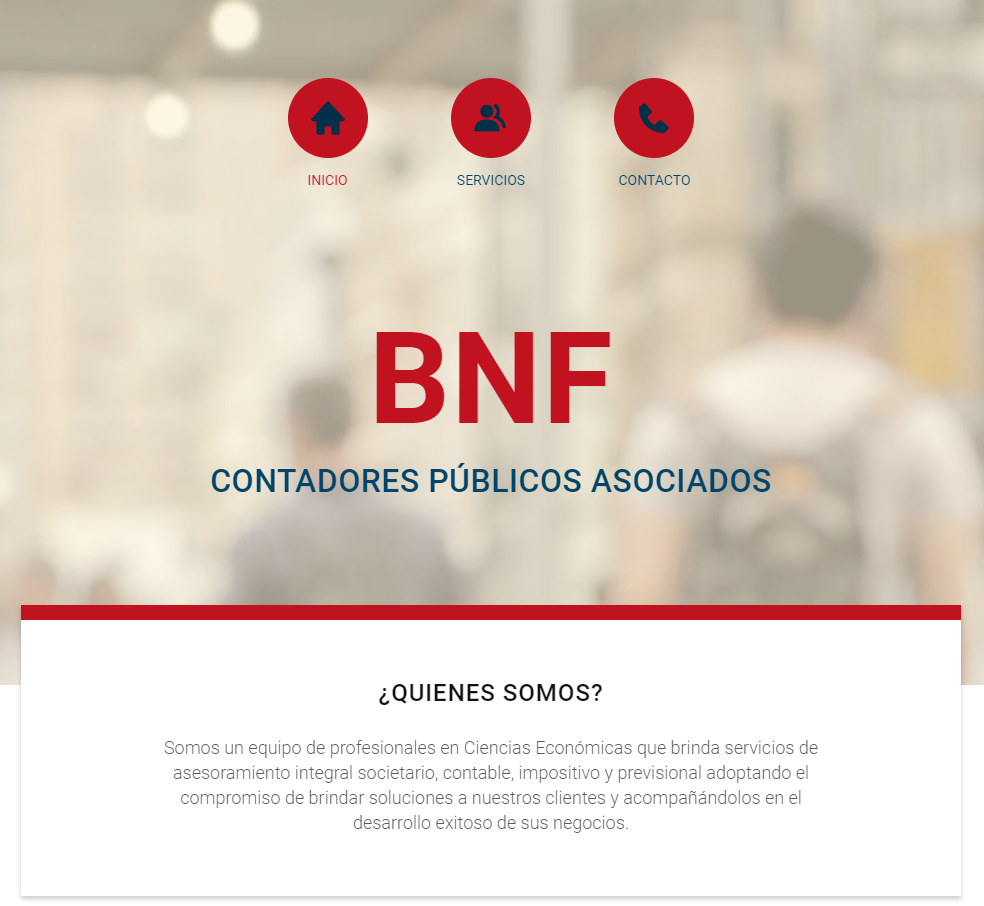 INICIO SERVICIOS CONTACTO
BNF
CONTADORES PÚBLICOS ASOCIADOS
¿QUIENES SOMOS?
Somos un equipo de profesionales en Ciencias Económicas que brinda servicios de
asesoramiento integral societario, contable, impositivo y previsional adoptando el
compromiso de brindar soluciones a nuestros clientes y acompañándolos en el
desarrollo exitoso de sus negocios.